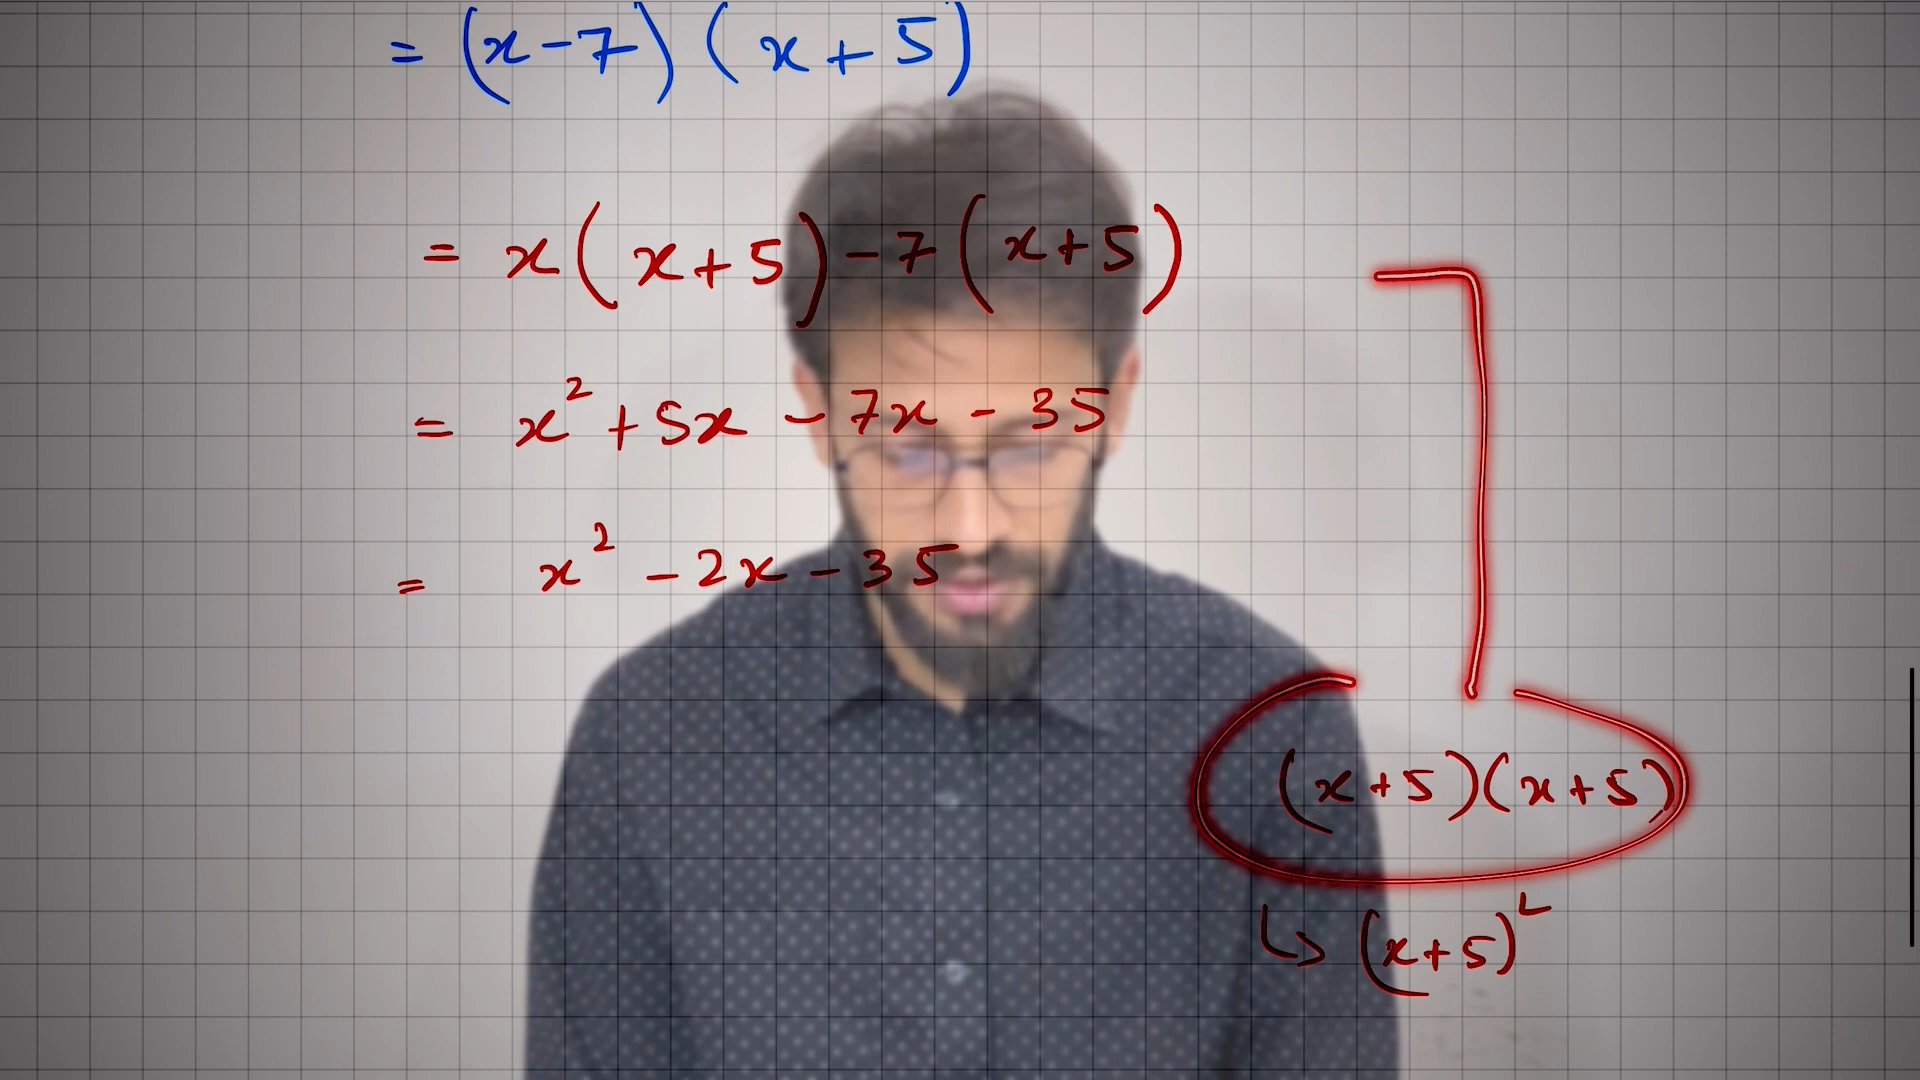 = (x-7) (x+5)
= x(x+5) -7(x+5)
= x² + 5x - 7x - 35
= x² - 2x - 35
(x+5)(x+5)
↳ (x+5)²